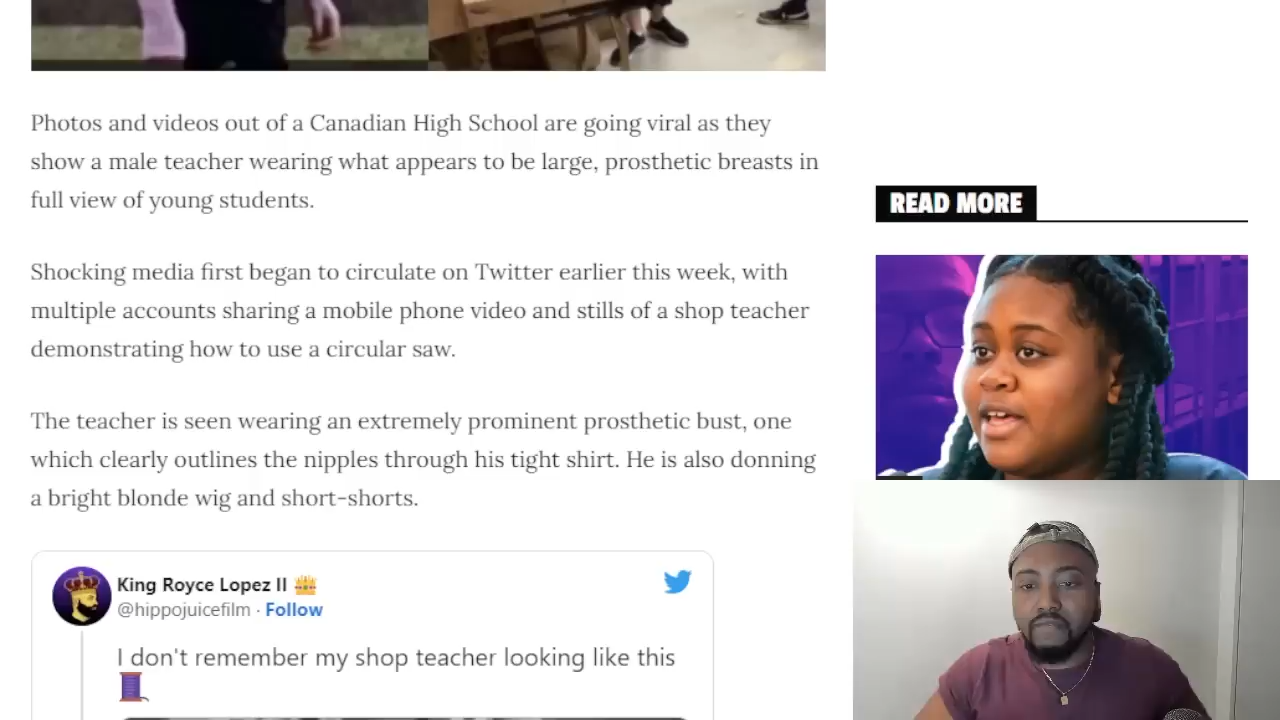 Photos and videos out of a Canadian High School are going viral as they
show a male teacher wearing what appears to be large, prosthetic breasts in
full view of young students.
Shocking media first began to circulate on Twitter earlier this week, with
multiple accounts sharing a mobile phone video and stills of a shop teacher
demonstrating how to use a circular saw.
The teacher is seen wearing an extremely prominent prosthetic bust, one
which clearly outlines the nipples through his tight shirt. He is also donning
a bright blonde wig and short-shorts.
King Royce Lopez II 👑
@hippojuicefilm · Follow
I don't remember my shop teacher looking like this
🧵
READ MORE